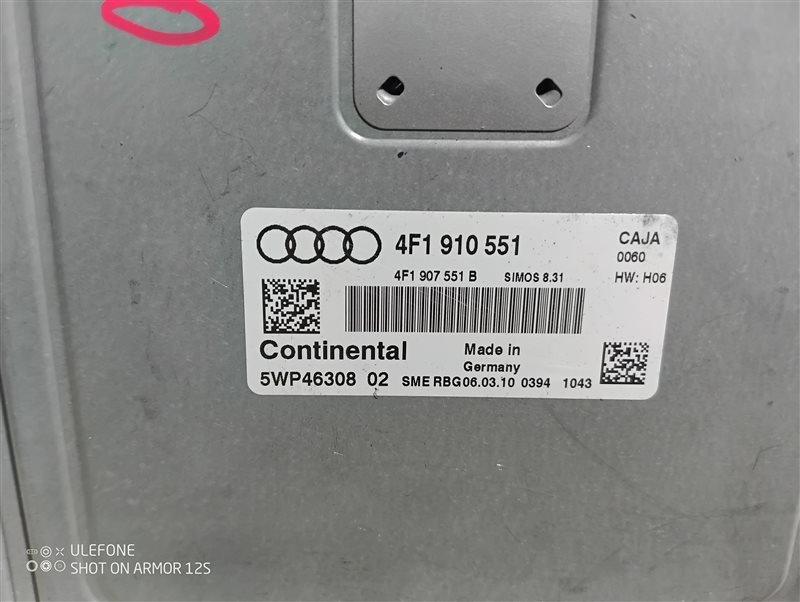 4F1 910 551
CAJA
0060
4F1 907 551 B SIMOS 8.31 HW: H06
Continental Made in
Germany
5WP46308 02 SME RBG06.03.10 0394 1043
ULEFONE
SHOT ON ARMOR 12S